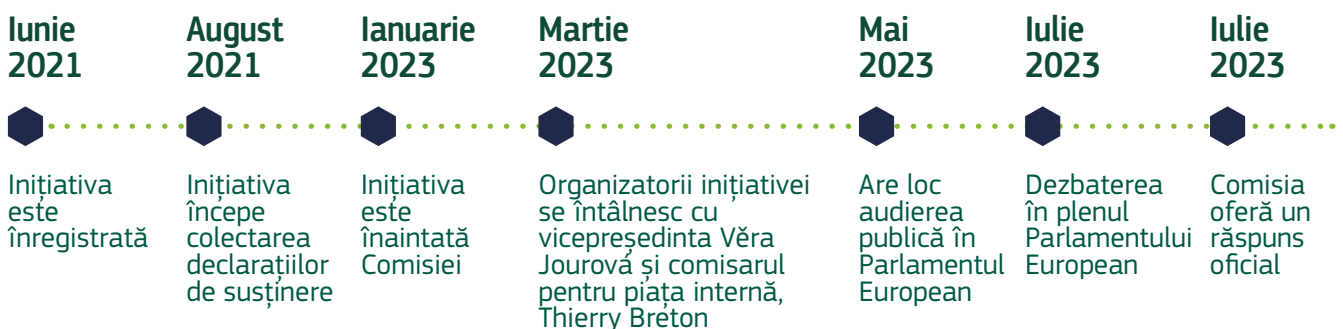 Iunie
2021
Inițiativa
este
înregistrată
August
2021
Inițiativa
începe
colectarea
declarațiilor
de susținere
Ianuarie
2023
Inițiativa
este
înaintată
Comisiei
Martie
2023
Organizatorii inițiativei
se întâlnesc cu
vicepreședinta Věra
Jourová și comisarul
pentru piața internă,
Thierry Breton
Mai
2023
Are loc
audierea
publică în
Parlamentul
European
Iulie
2023
Dezbaterea
în plenul
Parlamentului
European
Iulie
2023
Comisia
oferă un
răspuns
oficial